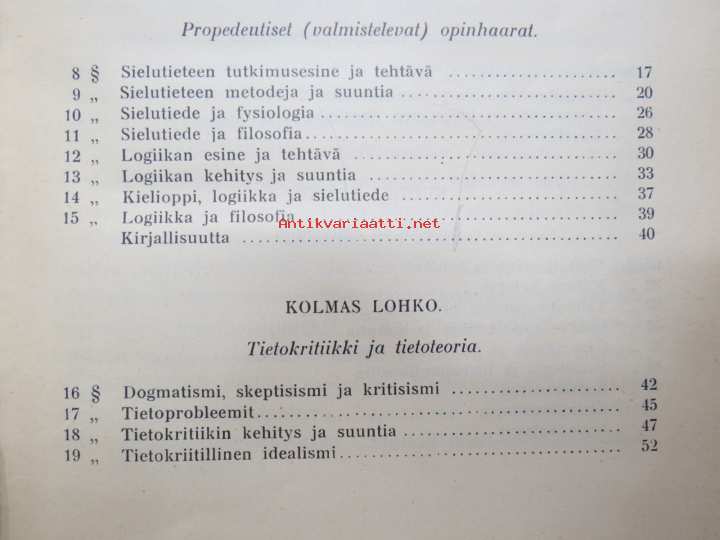 Propedeutiset (valmistelevat) opinhaarat.
8 § Sielutieteen tutkimusesine ja tehtävä ........................ 17
9 „ Sielutieteen metodeja ja suuntia ........................ 20
10 „ Sielutiede ja fysiologia ........................ 26
11 „ Sielutiede ja filosofia ........................ 28
12 „ Logiikan esine ja tehtävä ........................ 30
13 „ Logiikan kehitys ja suuntia ........................ 33
14 „ Kielioppi, logiikka ja sielutiede ........................ 37
15 „ Logiikka ja filosofia ........................ 39
Antikvariaatti.net
Kirjallisuutta ........................ 40
KOLMAS LOHKO.
Tietokritiikki ja tietoteoria.
16 § Dogmatismi, skeptisismi ja kritisismi ........................ 42
17 „ Tietoprobleemit ........................ 45
18 „ Tietokritiikin kehitys ja suuntia ........................ 47
19 „ Tietokriitillinen idealismi ........................ 52